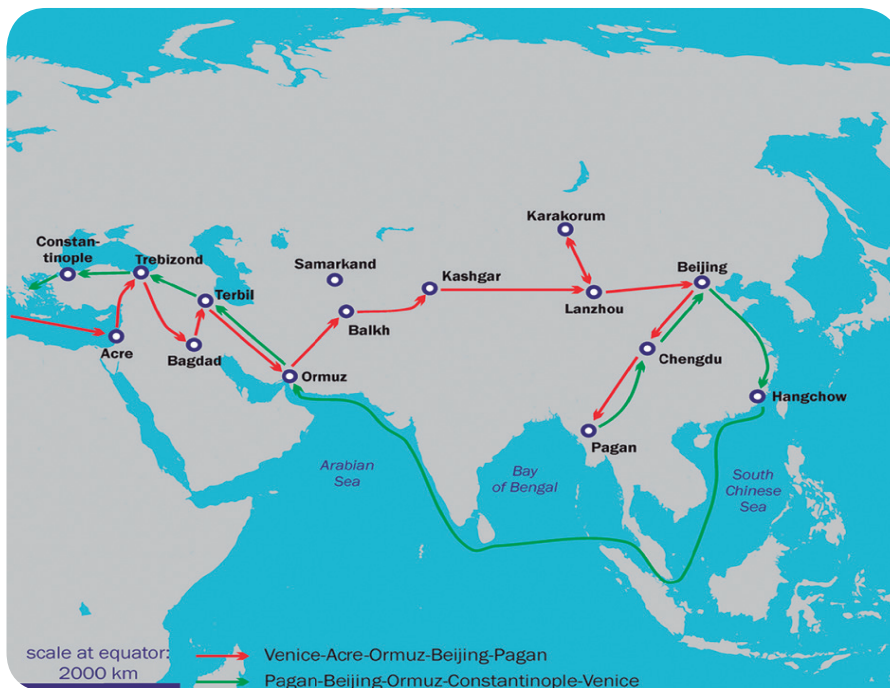 Karakorum
Constan-
tinople
Trebizond
Samarkand
Kashgar
Beijing
Terbil
Lanzhou
Balkh
Acre
Bagdad
Chengdu
Ormuz
Hangchow
Pagan
Arabian
Sea
Bay
of Bengal
South
Chinese
Sea
scale at equator:
2000 km
Venice-Acre-Ormuz-Beijing-Pagan
Pagan-Beijing-Ormuz-Constantinople-Venice